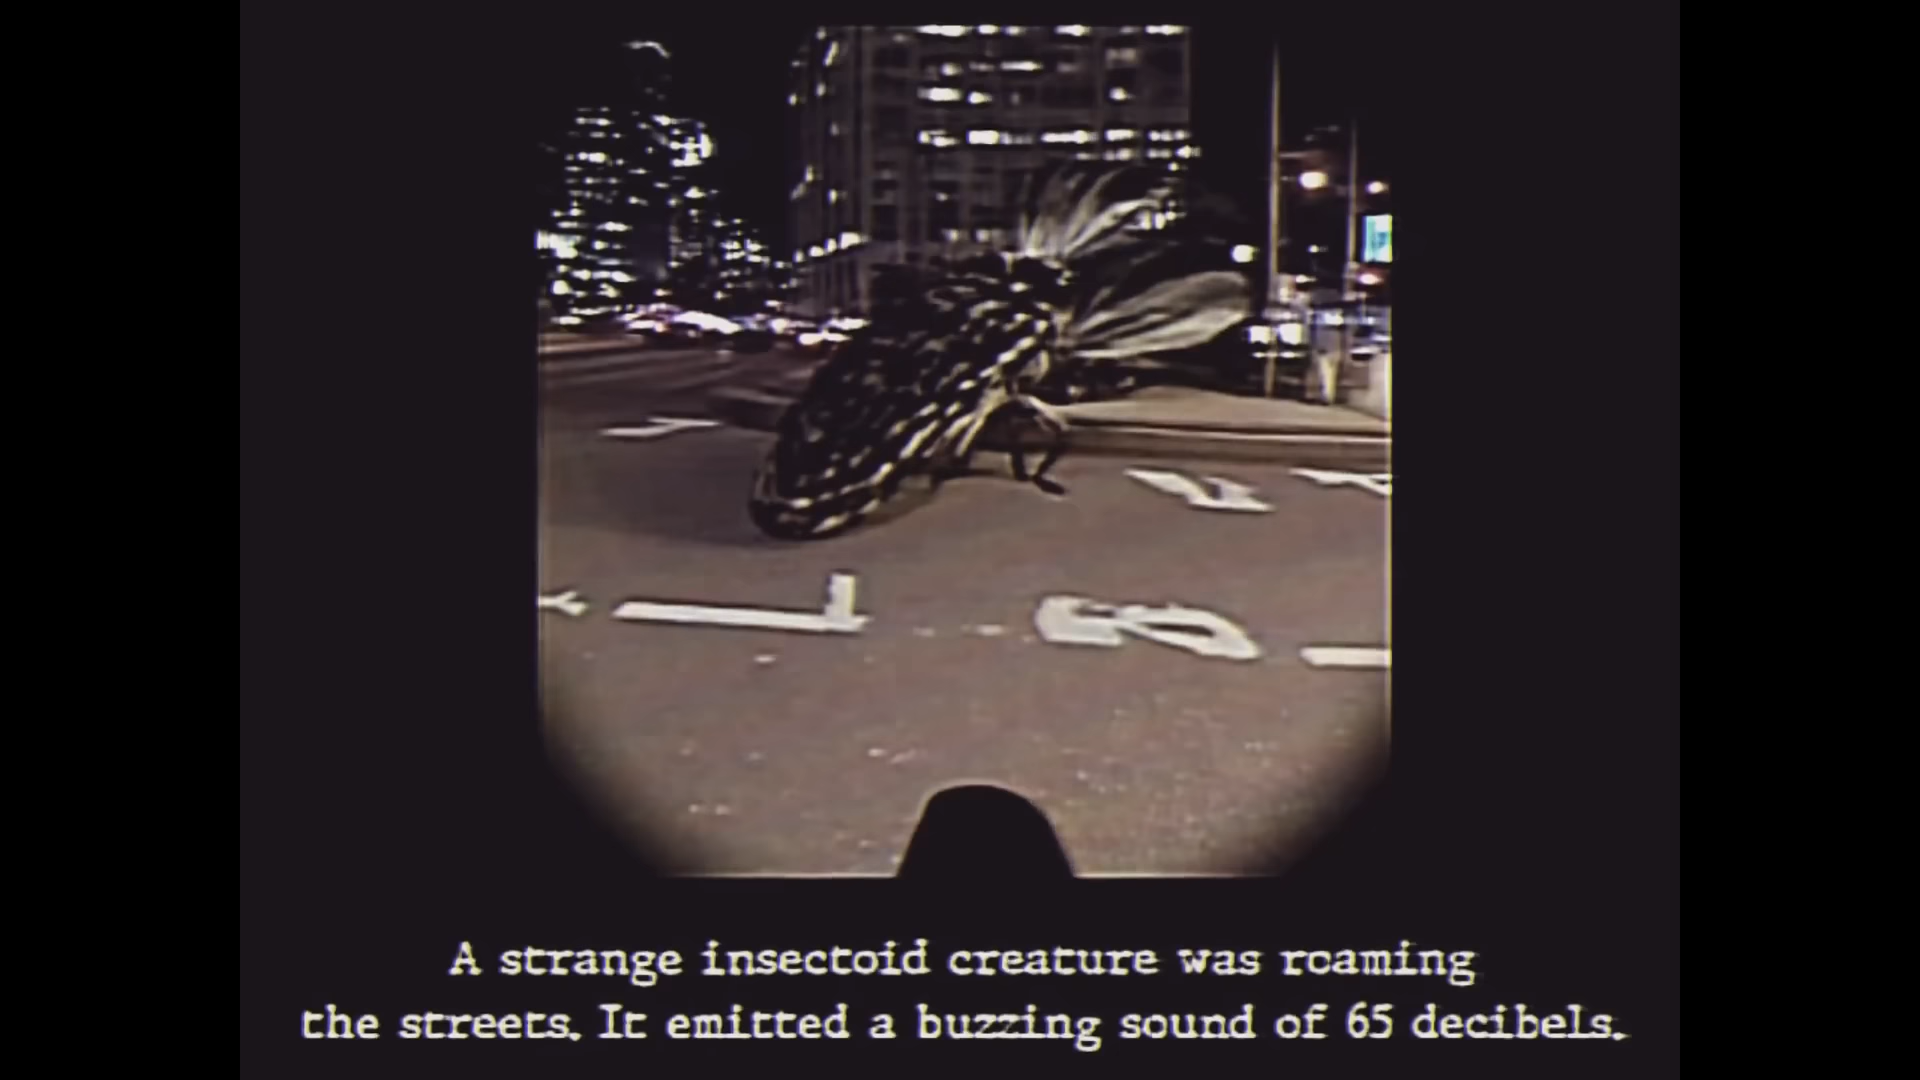 A strange insectoid creature was roaming
the streets. It emitted a buzzing sound of 65 decibels.